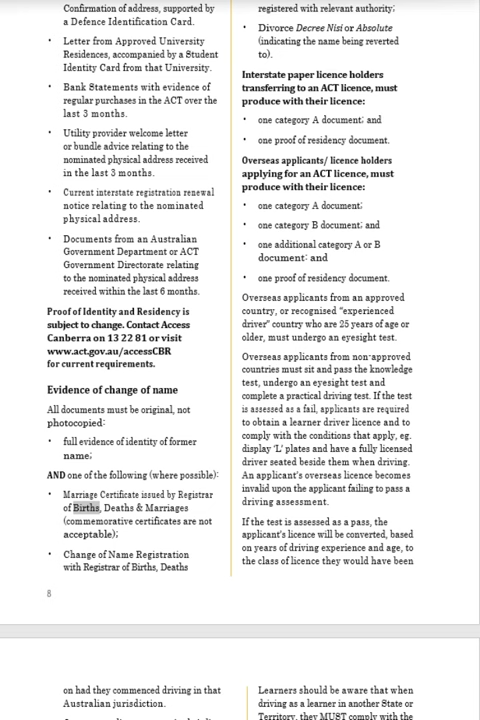 Confirmation of address, supported by
a Defence Identification Card.
• Letter from Approved University
Residences, accompanied by a Student
Identity Card from that University.
• Bank Statements with evidence of
regular purchases in the ACT over the
last 3 months.
• Utility provider welcome letter
or bundle advice relating to the
nominated physical address received
in the last 3 months.
• Current interstate registration renewal
notice relating to the nominated
physical address.
• Documents from an Australian
Government Department or ACT
Government Directorate relating
to the nominated physical address
received within the last 6 months.
Proof of Identity and Residency is
subject to change. Contact Access
Canberra on 13 22 81 or visit
www.act.gov.au/accessCBR
for current requirements.
Evidence of change of name
All documents must be original, not
photocopied:
• full evidence of identity of former
name;
AND one of the following (where possible):
• Marriage Certificate issued by Registrar
of Births, Deaths & Marriages
(commemorative certificates are not
acceptable);
• Change of Name Registration
with Registrar of Births, Deaths
8
registered with relevant authority;
• Divorce Decree Nisi or Absolute
(indicating the name being reverted
to).
Interstate paper licence holders
transferring to an ACT licence, must
produce with their licence:
• one category A document; and
• one proof of residency document.
Overseas applicants/ licence holders
applying for an ACT licence, must
produce with their licence:
• one category A document;
• one category B document; and
• one additional category A or B
document: and
• one proof of residency document.
Overseas applicants from an approved
country, or recognised "experienced
driver" country who are 25 years of age or
older, must undergo an eyesight test.
Overseas applicants from non-approved
countries must sit and pass the knowledge
test, undergo an eyesight test and
complete a practical driving test. If the test
is assessed as a fail, applicants are required
to obtain a learner driver licence and to
comply with the conditions that apply, eg.
display 'L' plates and have a fully licensed
driver seated beside them when driving.
An applicant's overseas licence becomes
invalid upon the applicant failing to pass a
driving assessment.
If the test is assessed as a pass, the
applicant's licence will be converted, based
on years of driving experience and age, to
the class of licence they would have been
on had they commenced driving in that
Australian jurisdiction.
Learners should be aware that when
driving as a learner in another State or
Territory, they MUST comply with the